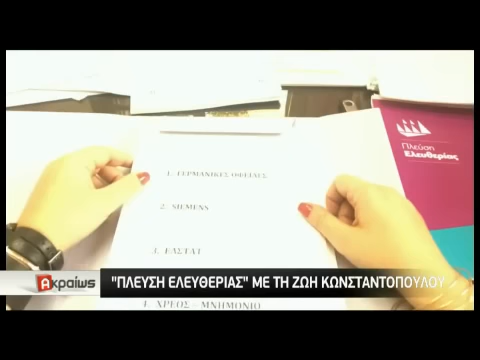 Πλεύση
Ελευθερίας
1. ΓΕΡΜΑΝΙΚΕΣ ΟΦΕΙΛΕΣ
2. SIEMENS
3. ΕΛΣΤΑΤ
4. ΧΡΕΟΣ – ΜΝΗΜΟΝΙΟ
Ακραίως
"ΠΛΕΥΣΗ ΕΛΕΥΘΕΡΙΑΣ" ΜΕ ΤΗ ΖΩΗ ΚΩΝΣΤΑΝΤΟΠΟΥΛΟΥ